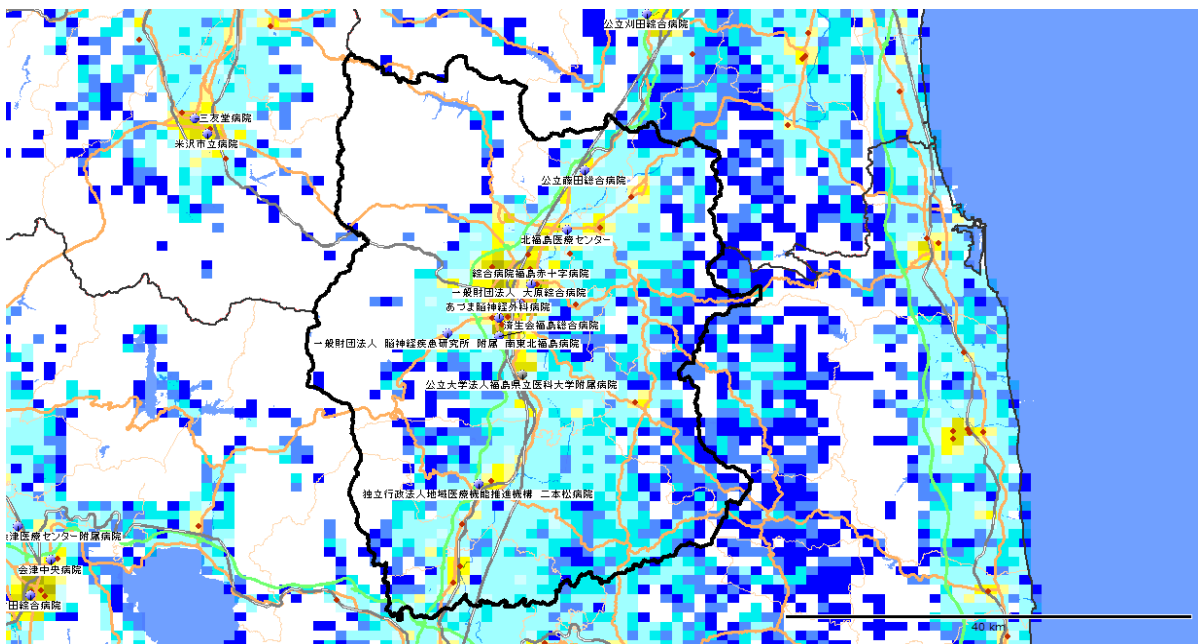 公立刈田綜合病院
三友堂病院
米沢市立病院
公立藤田総合病院
北福島医療センター
総合病院福島赤十字病院
一般財団法人 大原綜合病院
あづま脳神経外科病院
済生会福島総合病院
一般財団法人 脳神経疾患研究所 附属 南東北福島病院
公立大学法人福島県立医科大学附属病院
独立行政法人地域医療機能推進機構 二本松病院
津医療センター附属病院
会津中央病院
田綜合病院
40 km